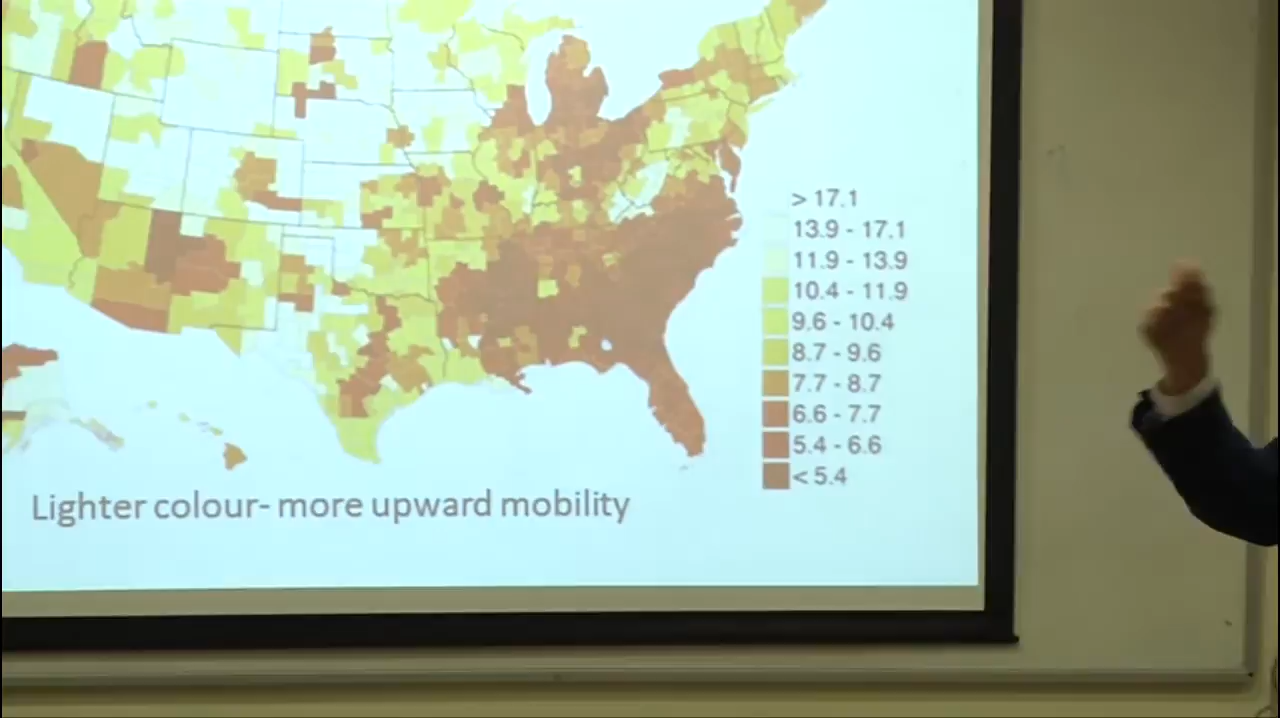 > 17.1
13.9 - 17.1
11.9 - 13.9
10.4 - 11.9
9.6 - 10.4
8.7 - 9.6
7.7 - 8.7
6.6 - 7.7
5.4 - 6.6
< 5.4
Lighter colour- more upward mobility